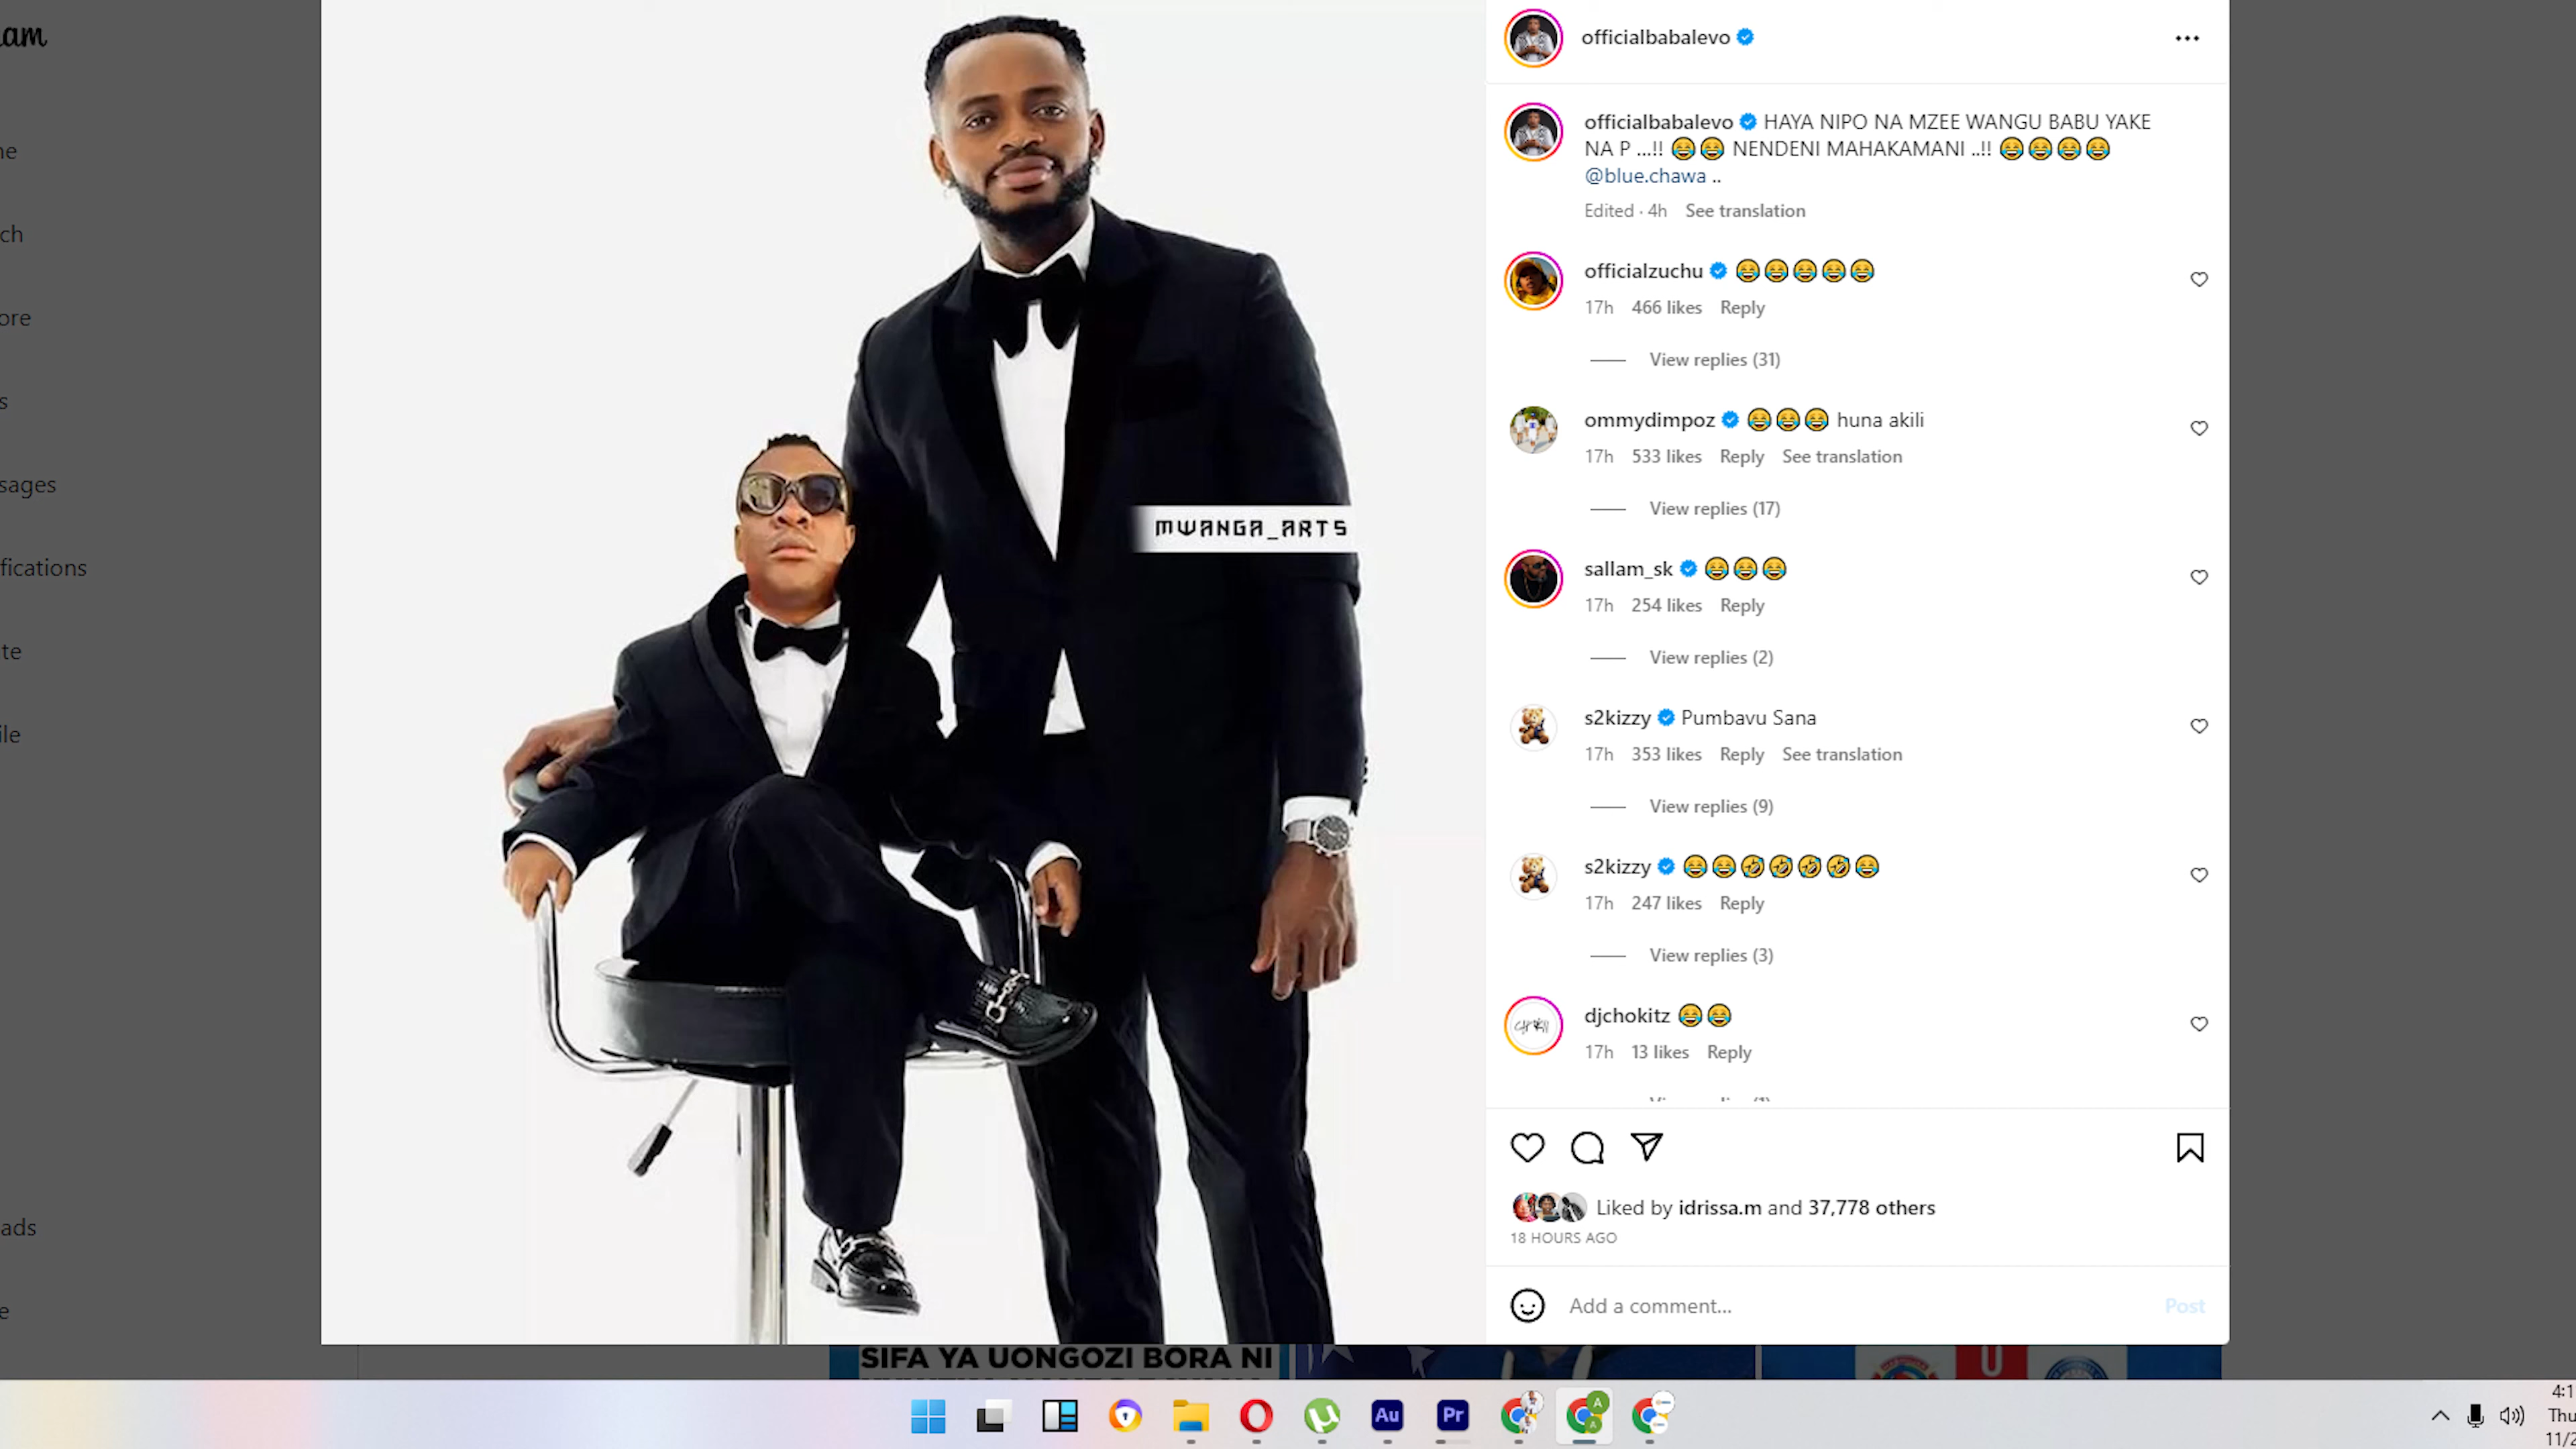 am
ne
officialbabalevo
ch
officialbabalevo HAYA NIPO NA MZEE WANGU BABU YAKE
NA P ...!! 😂😂 NENDENI MAHAKAMANI ..!! 😂😂😂😂
@blue.chawa ..
Edited · 4h See translation
ore
officialzuchu 😂😂😂😂😂
17h 466 likes Reply
View replies (31)
s
ommydimpoz 😂😂😂 huna akili
17h 533 likes Reply See translation
View replies (17)
sages
MWANGA_ARTS
fications
sallam_sk 😂😂😂
17h 254 likes Reply
View replies (2)
te
s2kizzy Pumbavu Sana
17h 353 likes Reply See translation
View replies (9)
ile
s2kizzy 😂😂🤣🤣🤣🤣😂
17h 247 likes Reply
View replies (3)
djchokitz 😂😂
17h 13 likes Reply
Liked by idrissa.m and 37,778 others
18 HOURS AGO
ads
e
Add a comment...
Post
SIFA YA UONGOZI BORA NI
U
Au
Pr
A
A
4:1
Thu
11/2